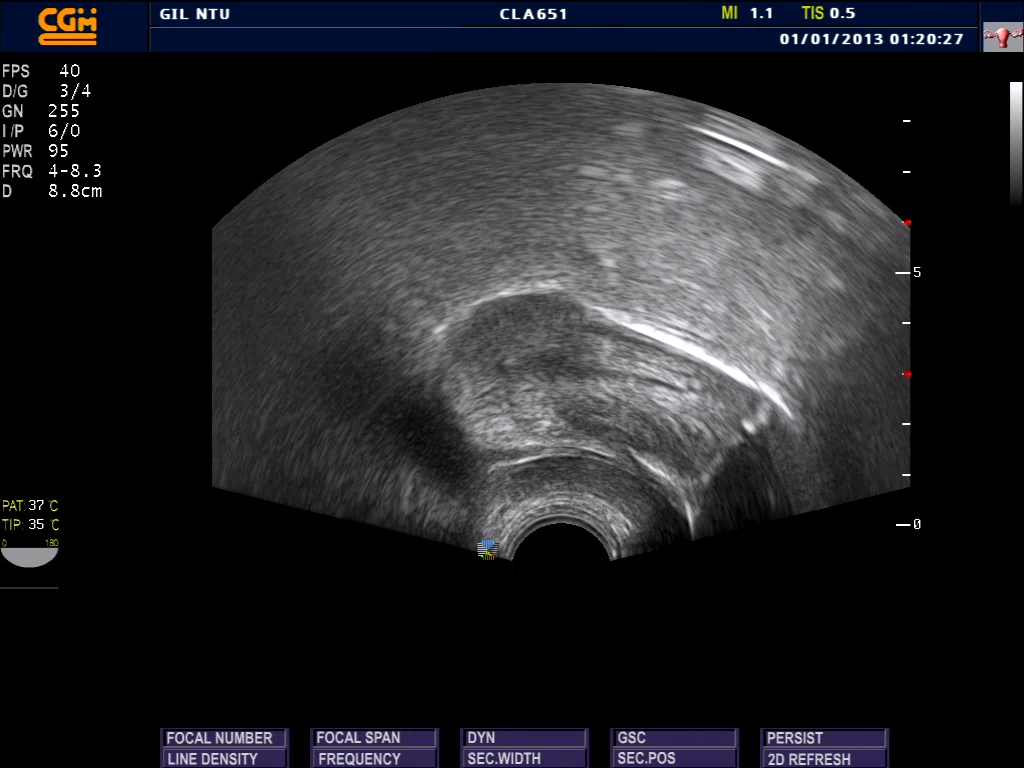 CGM
GIL NTU CLA651 MI 1.1 TIS 0.5
01/01/2013 01:20:27
FPS 40
D/G 3/4
GN 255
I/P 6/0
PWR 95
FRQ 4-8.3
D 8.8cm
5
PAT: 37 °C
TIP: 35 °C
0 180
0
FOCAL NUMBER FOCAL SPAN DYN GSC PERSIST
LINE DENSITY FREQUENCY SEC.WIDTH SEC.POS 2D REFRESH